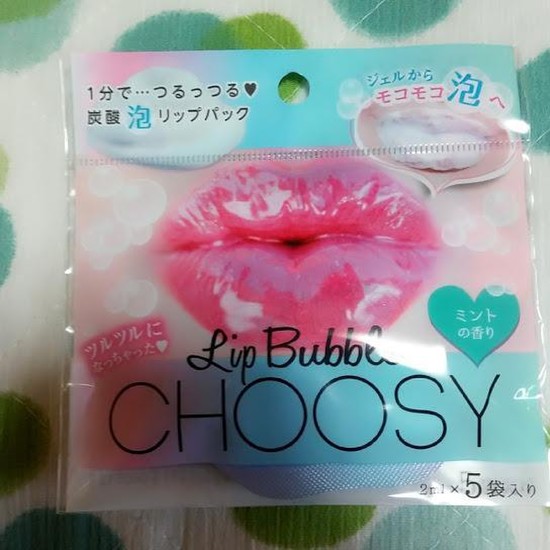 1分で…つるっつる♥
炭酸泡リップパック
ジェルから
モコモコ泡へ
ツルツルに
なっちゃった♥
ミント
の香り
Lip Bubble
CHOOSY
2ml×5袋入り